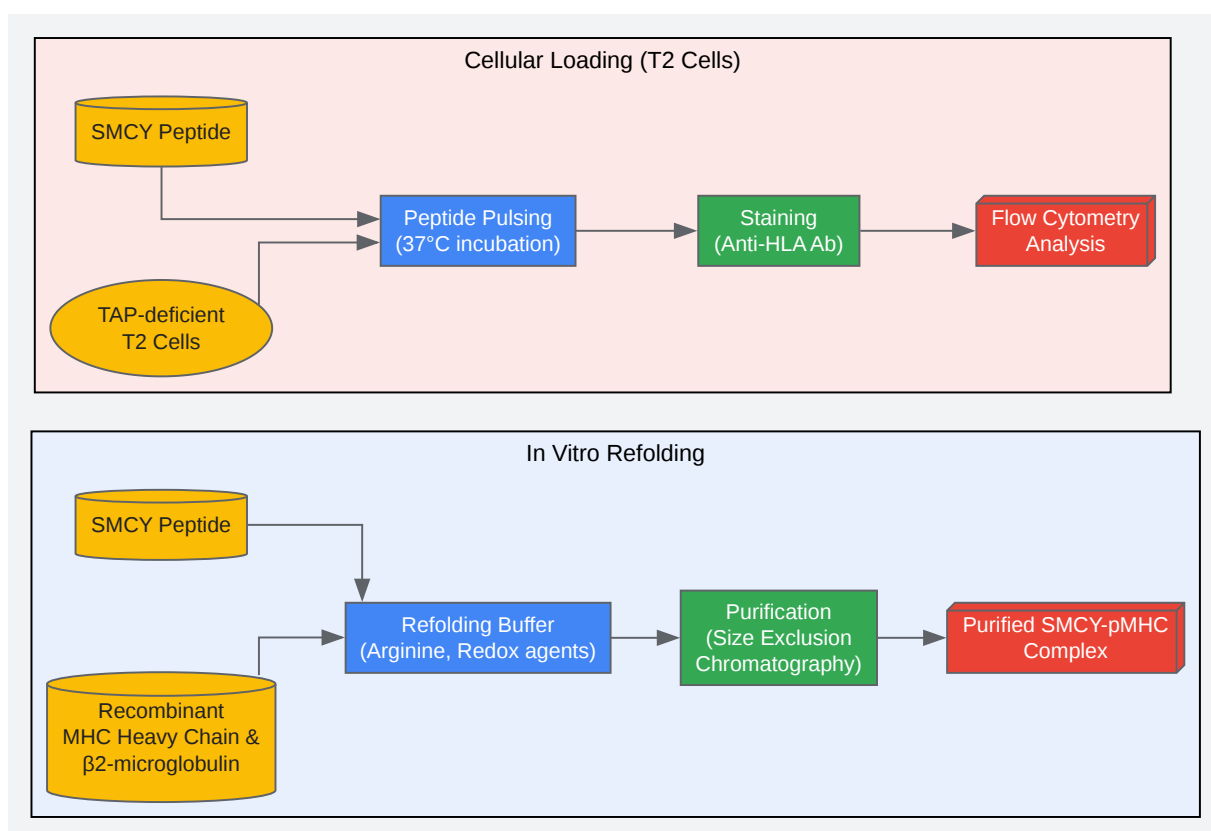 Cellular Loading (T2 Cells)
SMCY Peptide
TAP-deficient
T2 Cells
Peptide Pulsing
(37°C incubation)
Staining
(Anti-HLA Ab)
Flow Cytometry
Analysis
In Vitro Refolding
SMCY Peptide
Recombinant
MHC Heavy Chain &
β2-microglobulin
Refolding Buffer
(Arginine, Redox agents)
Purification
(Size Exclusion
Chromatography)
Purified SMCY-pMHC
Complex